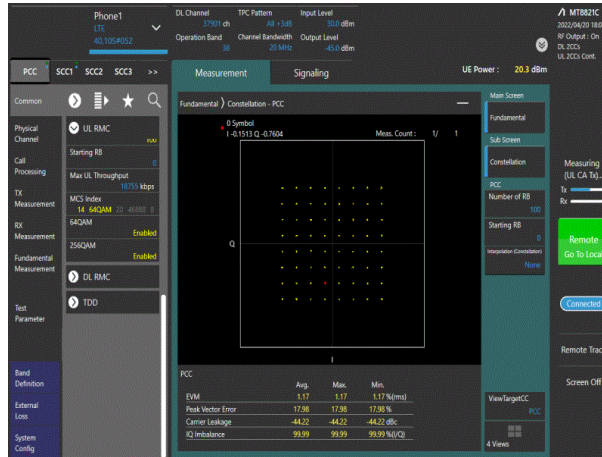 Phone1
LTE
40.105#052
DL Channel
37901 ch
TPC Pattern
All +3dB
Input Level
30.0 dBm
Operation Band
38
Channel Bandwidth
20 MHz
Output Level
-45.0 dBm
MT8821C
2022/04/20 18:0
RF Output : On
DL 2CCs
UL 2CCs Cont.
PCC
SCC1
SCC2
SCC3
>>
Measurement
Signaling
UE Power : 20.3 dBm
Common
Physical
Channel
Call
Processing
TX
Measurement
RX
Measurement
Fundamental
Measurement
Test
Parameter
Band
Definition
External
Loss
System
Config
UL RMC
Starting RB
0
Max UL Throughput
18755 kbps
MCS Index
14 64QAM 20 46888 8
64QAM
Enabled
256QAM
Enabled
DL RMC
TDD
Fundamental ⟩ Constellation - PCC
0 Symbol
I -0.1513 Q -0.7604
Meas. Count : 1/ 1
Q
I
PCC
Avg. Max. Min.
EVM 1.17 1.17 1.17 %(rms)
Peak Vector Error 17.98 17.98 17.98 %
Carrier Leakage -44.22 -44.22 -44.22 dBc
IQ Imbalance 99.99 99.99 99.99 %(I/Q)
Main Screen
Fundamental
Sub Screen
Constellation
PCC
Number of RB
100
Starting RB
0
Interpolation (Constellation)
None
ViewTargetCC
PCC
4 Views
Measuring
(UL CA Tx)...
Tx
Rx
Remote
Go To Loca
Connected
Remote Trac
Screen Off